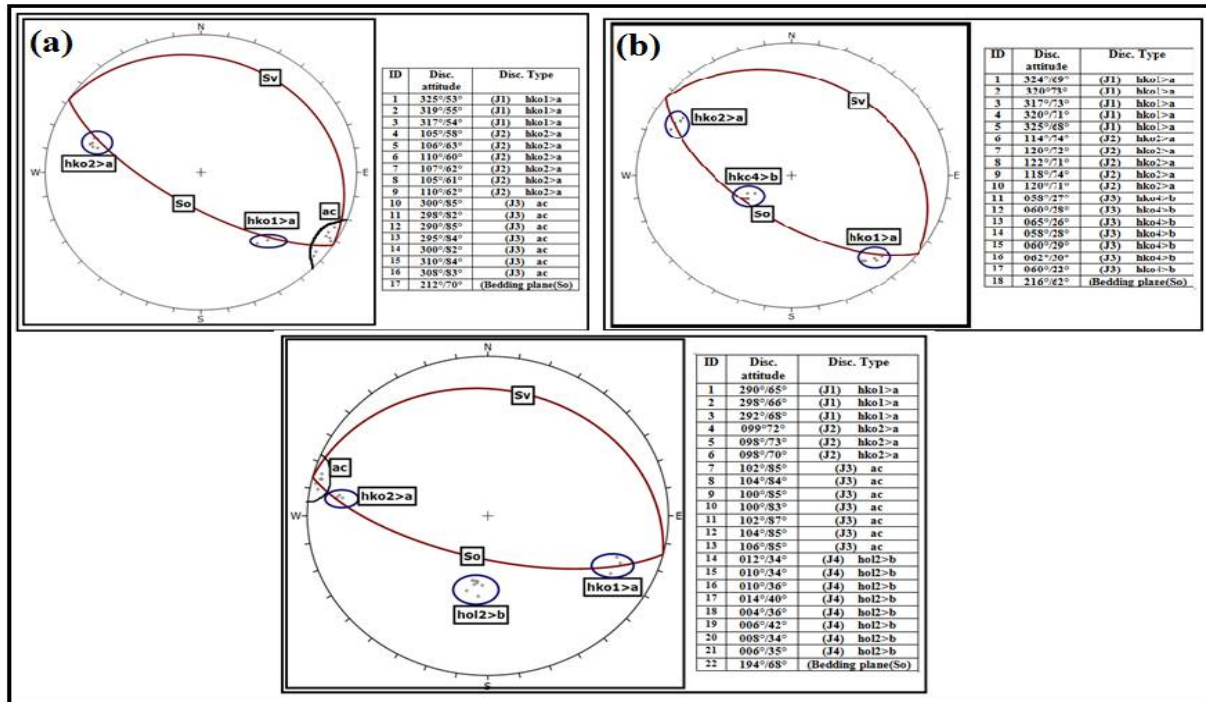 (a)
N
W
E
S
Sv
So
hko2>a
hko1>a
ac
ID Disc. attitude Disc. Type
1 325°/53° (J1) hko1>a
2 319°/55° (J1) hko1>a
3 317°/54° (J1) hko1>a
4 105°/58° (J2) hko2>a
5 106°/63° (J2) hko2>a
6 110°/60° (J2) hko2>a
7 107°/62° (J2) hko2>a
8 105°/61° (J2) hko2>a
9 110°/62° (J2) hko2>a
10 300°/85° (J3) ac
11 298°/82° (J3) ac
12 290°/85° (J3) ac
13 295°/84° (J3) ac
14 300°/82° (J3) ac
15 310°/84° (J3) ac
16 308°/83° (J3) ac
17 212°/70° (Bedding plane(So)
(b)
N
W
E
S
Sv
hko2>a
hko4>b
So
hko1>a
ID Disc. attitude Disc. Type
1 324°/69° (J1) hko1>a
2 320°73° (J1) hko1>a
3 317°/73° (J1) hko1>a
4 320°/71° (J1) hko1>a
5 325°/68° (J1) hko1>a
6 114°/74° (J2) hko2>a
7 120°/72° (J2) hko2>a
8 122°/71° (J2) hko2>a
9 118°/74° (J2) hko2>a
10 120°/71° (J2) hko2>a
11 058°/27° (J3) hko4>b
12 060°/28° (J3) hko4>b
13 065°/26° (J3) hko4>b
14 058°/28° (J3) hko4>b
15 060°/29° (J3) hko4>b
16 062°/30° (J3) hko4>b
17 060°/22° (J3) hko4>b
18 216°/62° (Bedding plane(So)
N
W
E
S
Sv
ac
hko2>a
So
hko1>a
hol2>b
ID Disc. attitude Disc. Type
1 290°/65° (J1) hko1>a
2 298°/66° (J1) hko1>a
3 292°/68° (J1) hko1>a
4 099°72° (J2) hko2>a
5 098°/73° (J2) hko2>a
6 098°/70° (J2) hko2>a
7 102°/85° (J3) ac
8 104°/84° (J3) ac
9 100°/85° (J3) ac
10 100°/83° (J3) ac
11 102°/87° (J3) ac
12 104°/85° (J3) ac
13 106°/85° (J3) ac
14 012°/34° (J4) hol2>b
15 010°/34° (J4) hol2>b
16 010°/36° (J4) hol2>b
17 014°/40° (J4) hol2>b
18 004°/36° (J4) hol2>b
19 006°/42° (J4) hol2>b
20 008°/34° (J4) hol2>b
21 006°/35° (J4) hol2>b
22 194°/68° (Bedding plane(So)